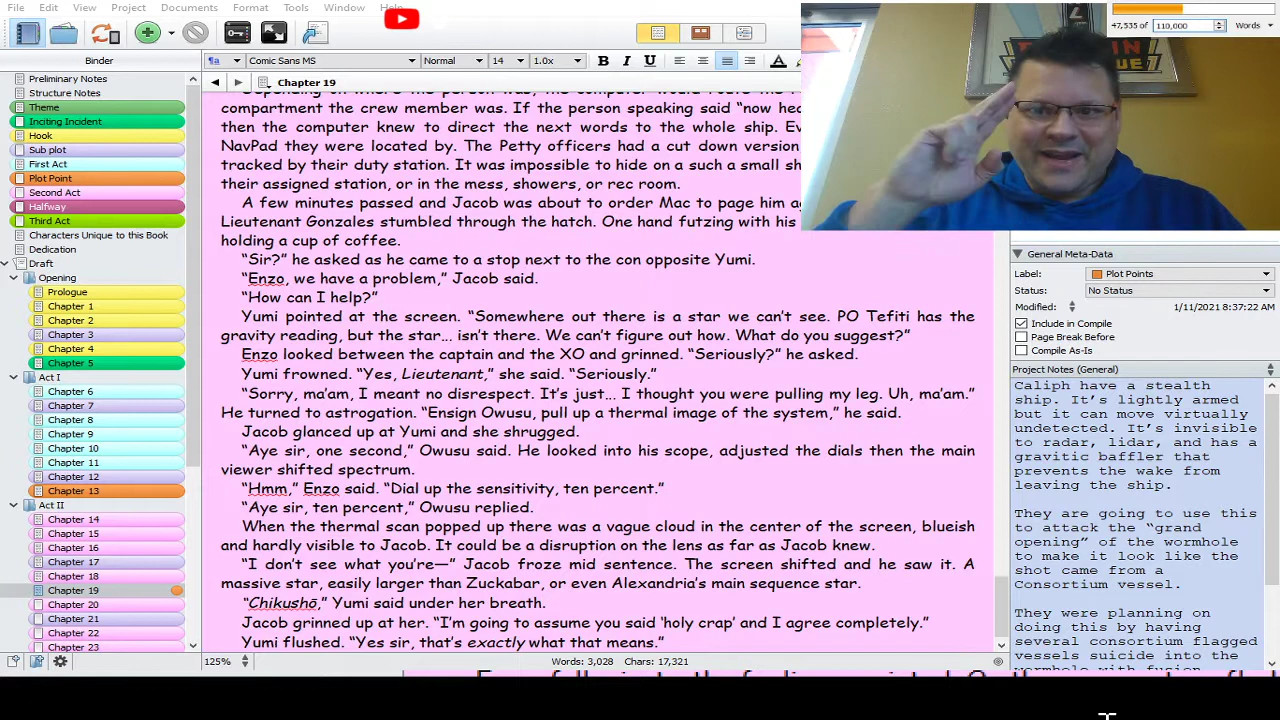 File Edit View Project Documents Format Tools Window Help
47,535 of 110,000 Words
Binder
Comic Sans MS Normal 14 1.0x B I U A
Preliminary Notes
Structure Notes
Theme
Inciting Incident
Hook
Sub plot
First Act
Plot Point
Second Act
Halfway
Third Act
Characters Unique to this Book
Dedication
Draft
Opening
Prologue
Chapter 1
Chapter 2
Chapter 3
Chapter 4
Chapter 5
Act I
Chapter 6
Chapter 7
Chapter 8
Chapter 9
Chapter 10
Chapter 11
Chapter 12
Chapter 13
Act II
Chapter 14
Chapter 15
Chapter 16
Chapter 17
Chapter 18
Chapter 19
Chapter 20
Chapter 21
Chapter 22
Chapter 23
Chapter 19
compartment the crew member was. If the person speaking said “now hea
then the computer knew to direct the next words to the whole ship. Ev
NavPad they were located by. The Petty officers had a cut down version
tracked by their duty station. It was impossible to hide on a such a small sh
their assigned station, or in the mess, showers, or rec room.
A few minutes passed and Jacob was about to order Mac to page him ag
Lieutenant Gonzales stumbled through the hatch. One hand futzing with his
holding a cup of coffee.
“Sir?” he asked as he came to a stop next to the con opposite Yumi.
“Enzo, we have a problem,” Jacob said.
“How can I help?”
Yumi pointed at the screen. “Somewhere out there is a star we can’t see. PO Tefiti has the
gravity reading, but the star… isn’t there. We can’t figure out how. What do you suggest?”
Enzo looked between the captain and the XO and grinned. “Seriously?” he asked.
Yumi frowned. “Yes, Lieutenant,” she said. “Seriously.”
“Sorry, ma’am, I meant no disrespect. It’s just… I thought you were pulling my leg. Uh, ma’am.”
He turned to astrogation. “Ensign Owusu, pull up a thermal image of the system,” he said.
Jacob glanced up at Yumi and she shrugged.
“Aye sir, one second,” Owusu said. He looked into his scope, adjusted the dials then the main
viewer shifted spectrum.
“Hmm,” Enzo said. “Dial up the sensitivity, ten percent.”
“Aye sir, ten percent,” Owusu replied.
When the thermal scan popped up there was a vague cloud in the center of the screen, blueish
and hardly visible to Jacob. It could be a disruption on the lens as far as Jacob knew.
“I don’t see what you’re—” Jacob froze mid sentence. The screen shifted and he saw it. A
massive star, easily larger than Zuckabar, or even Alexandria’s main sequence star.
“Chikushō,” Yumi said under her breath.
Jacob grinned up at her. “I’m going to assume you said ‘holy crap’ and I agree completely.”
Yumi flushed. “Yes sir, that’s exactly what that means.”
125% Words: 3,028 Chars: 17,321
General Meta-Data
Label: Plot Points
Status: No Status
Modified: 1/11/2021 8:37:22 AM
Include in Compile
Page Break Before
Compile As-Is
Project Notes (General)
Caliph have a stealth
ship. It’s lightly armed
but it can move virtually
undetected. It’s invisible
to radar, lidar, and has a
gravitic baffler that
prevents the wake from
leaving the ship.
They are going to use this
to attack the “grand
opening” of the wormhole
to make it look like the
shot came from a
Consortium vessel.
They were planning on
doing this by having
several consortium flagged
vessels suicide into the
wormhole with fusion